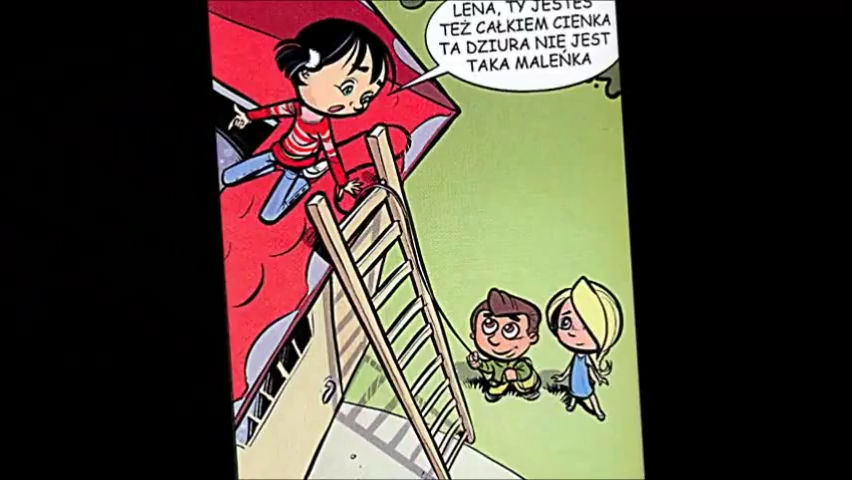 LENA, TY JESTEŚ
TEŻ CAŁKIEM CIENKA
TA DZIURA NIE JEST
TAKA MALEŃKA